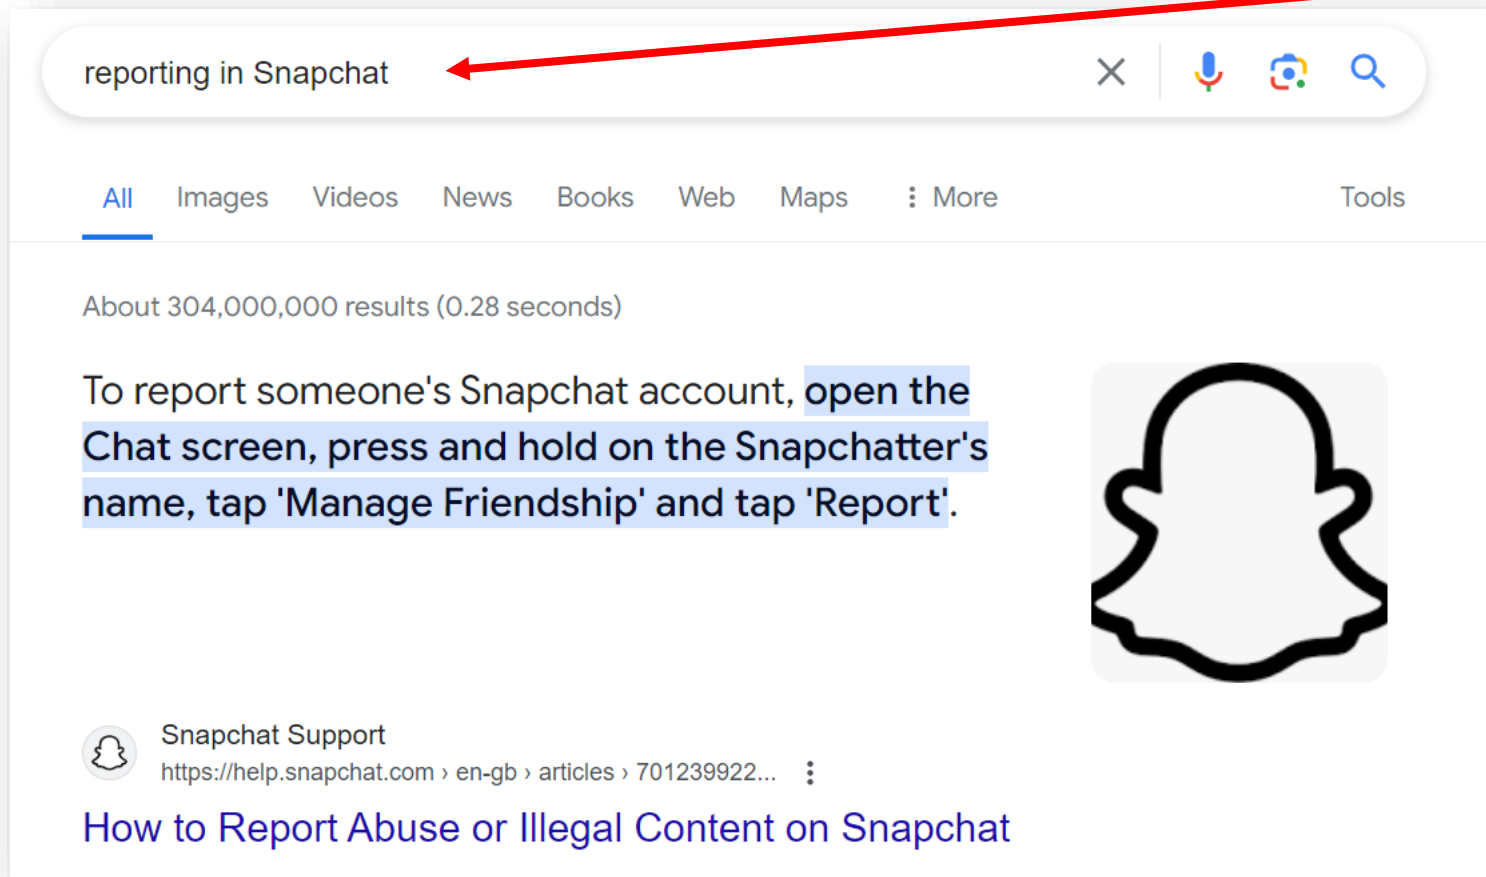 reporting in Snapchat
All Images Videos News Books Web Maps More Tools
About 304,000,000 results (0.28 seconds)
To report someone's Snapchat account, open the
Chat screen, press and hold on the Snapchatter's
name, tap 'Manage Friendship' and tap 'Report'.
Snapchat Support
https://help.snapchat.com › en-gb › articles › 701239922...
How to Report Abuse or Illegal Content on Snapchat